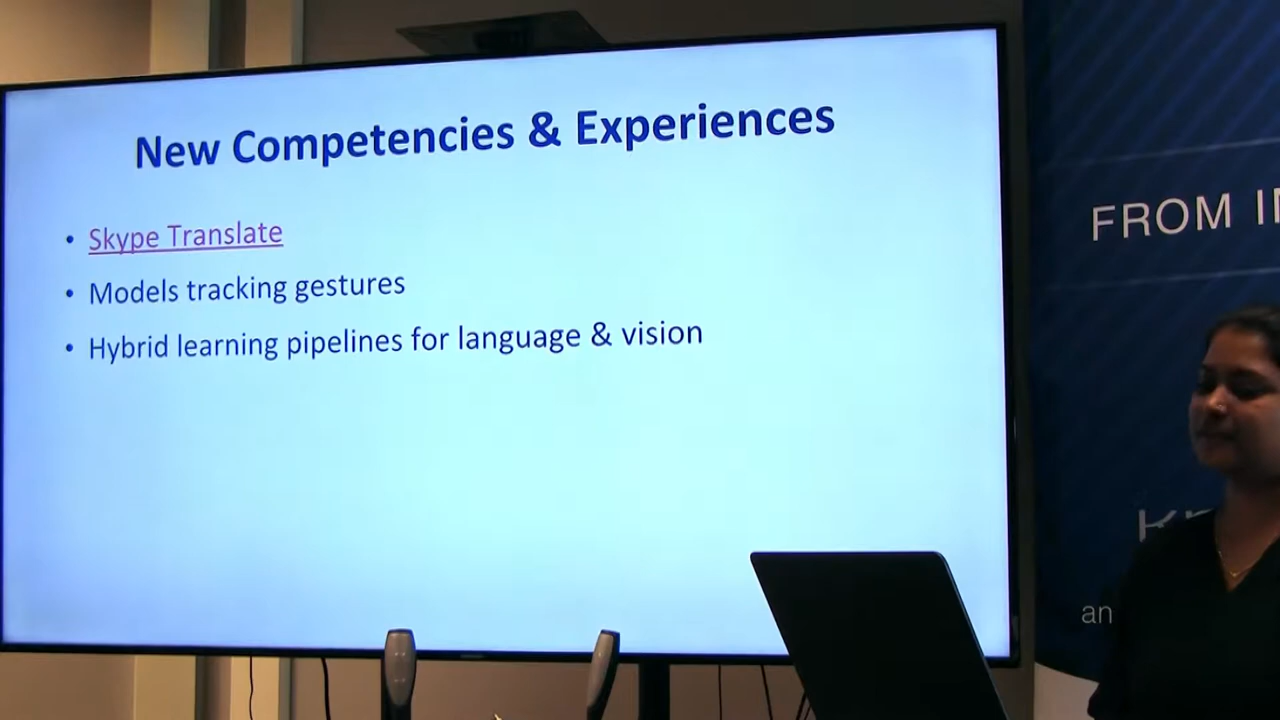 New Competencies & Experiences
• Skype Translate
• Models tracking gestures
• Hybrid learning pipelines for language & vision
FROM
an